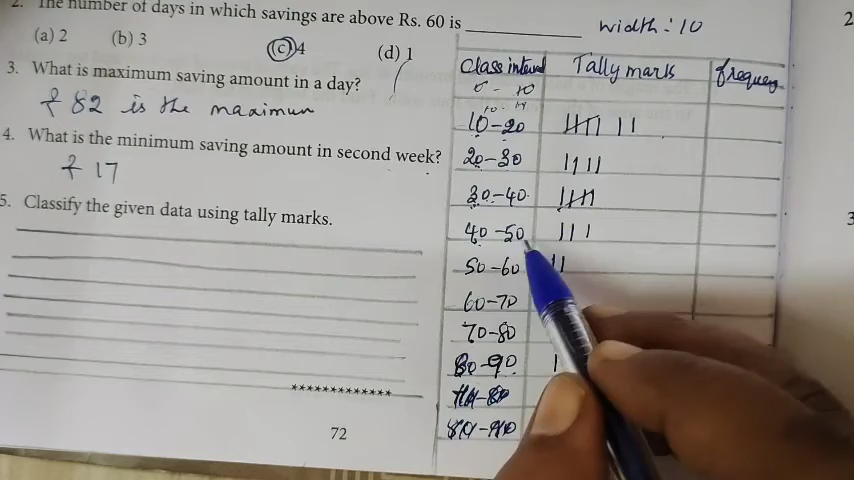 2. The number of days in which savings are above Rs. 60 is
(a) 2 (b) 3 (c) 4 (d) 1
3. What is maximum saving amount in a day?
₹ 82 is the maximum
4. What is the minimum saving amount in second week?
₹ 17
5. Classify the given data using tally marks.
*************
72
width : 10
Class interval Tally marks frequency
0 - 10
10-20
20-30
30-40
40-50
50-60
60-70
70-80
80-90
2
3